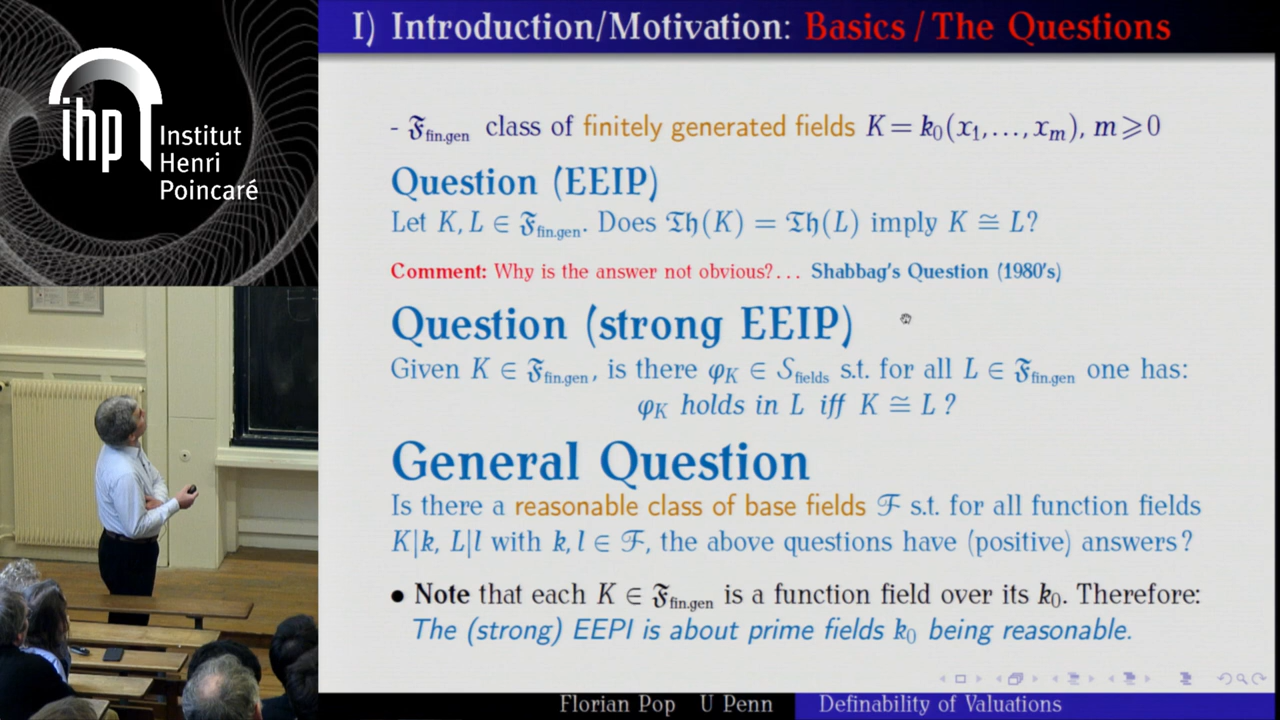 ihp
Institut
Henri
Poincaré
I) Introduction/Motivation: Basics / The Questions
- 𝔉fin.gen class of finitely generated fields K = k₀(x₁,...,xₘ), m ⩾ 0
Question (EEIP)
Let K, L ∈ 𝔉fin.gen. Does 𝔗𝔥(K) = 𝔗𝔥(L) imply K ≅ L?
Comment: Why is the answer not obvious?... Shabbag's Question (1980's)
Question (strong EEIP)
Given K ∈ 𝔉fin.gen, is there φ_K ∈ 𝒮fields s.t. for all L ∈ 𝔉fin.gen one has:
φ_K holds in L iff K ≅ L ?
General Question
Is there a reasonable class of base fields ℱ s.t. for all function fields
K|k, L|l with k, l ∈ ℱ, the above questions have (positive) answers?
• Note that each K ∈ 𝔉fin.gen is a function field over its k₀. Therefore:
The (strong) EEPI is about prime fields k₀ being reasonable.
Florian Pop U Penn Definability of Valuations